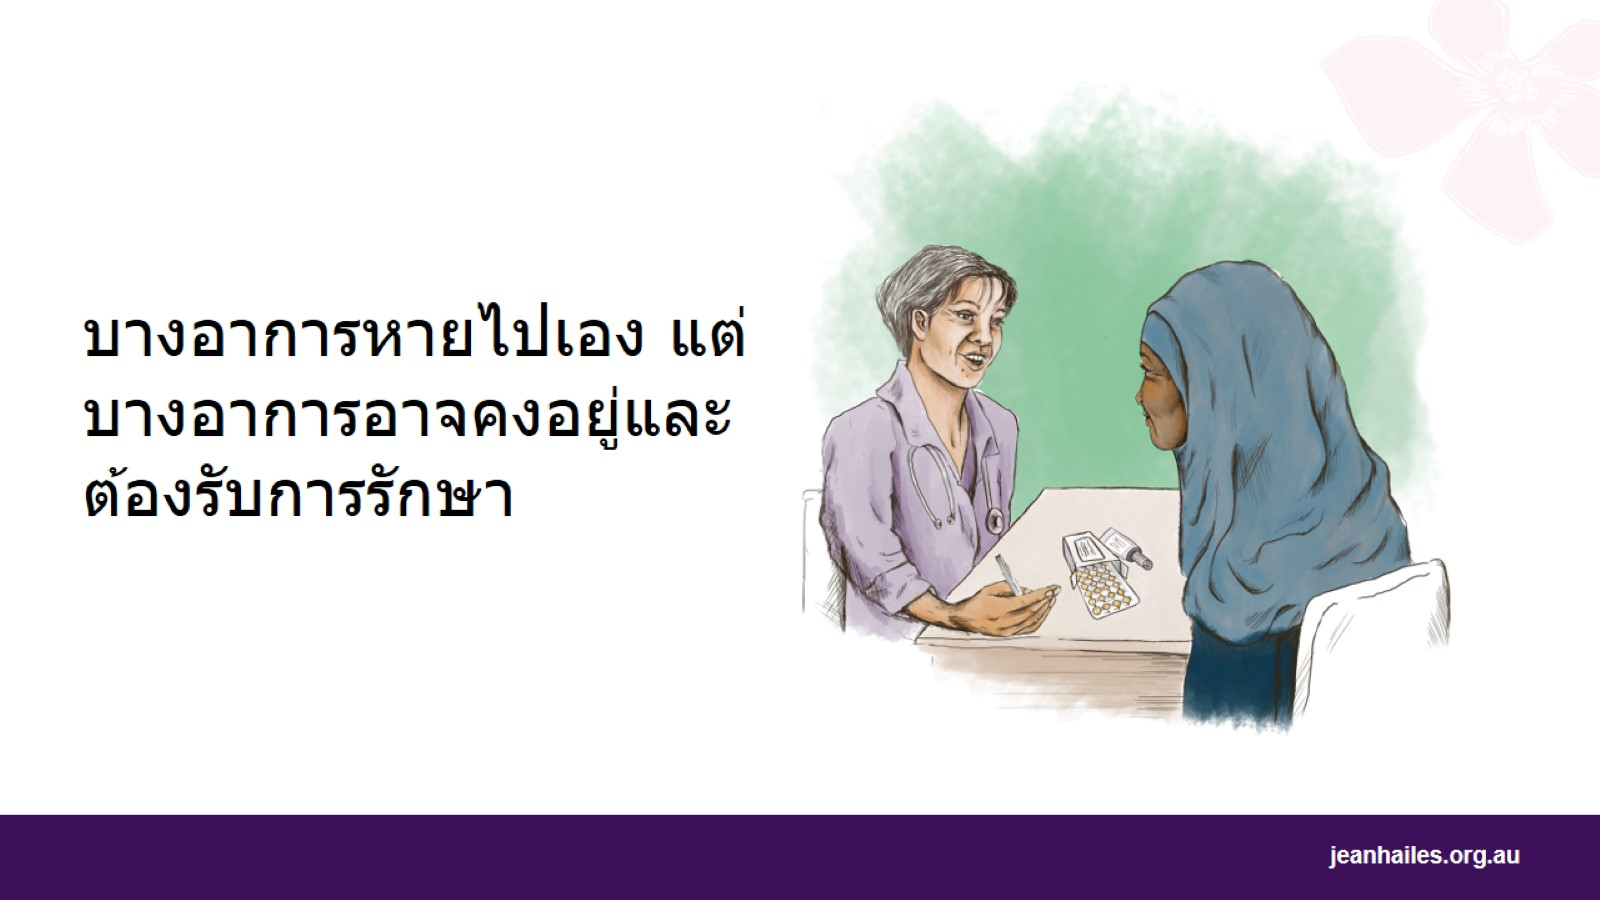 บางอาการหายไปเอง แต่
บางอาการอาจคงอยู่และ
ต้องรับการรักษา
jeanhailes.org.au